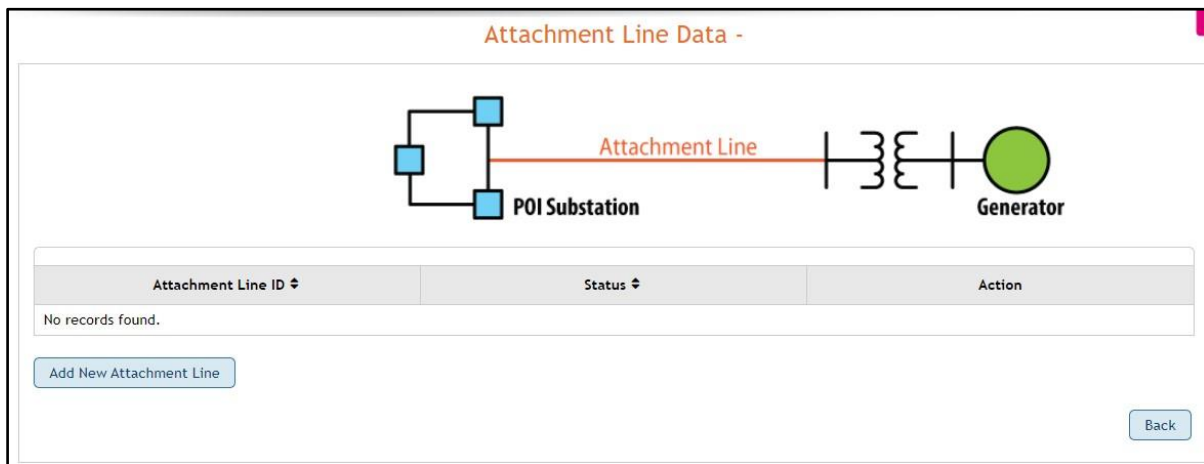 Attachment Line Data -
Attachment Line
POI Substation
Generator
Attachment Line ID
Status
Action
No records found.
Add New Attachment Line
Back